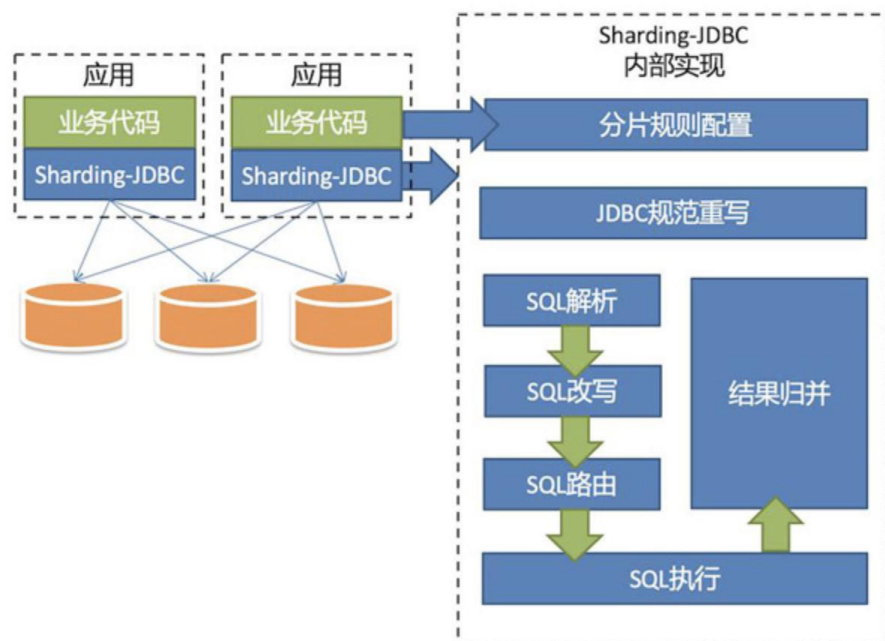 应用
业务代码
Sharding-JDBC
应用
业务代码
Sharding-JDBC
Sharding-JDBC
内部实现
分片规则配置
JDBC规范重写
SQL解析
SQL改写
SQL路由
结果归并
SQL执行